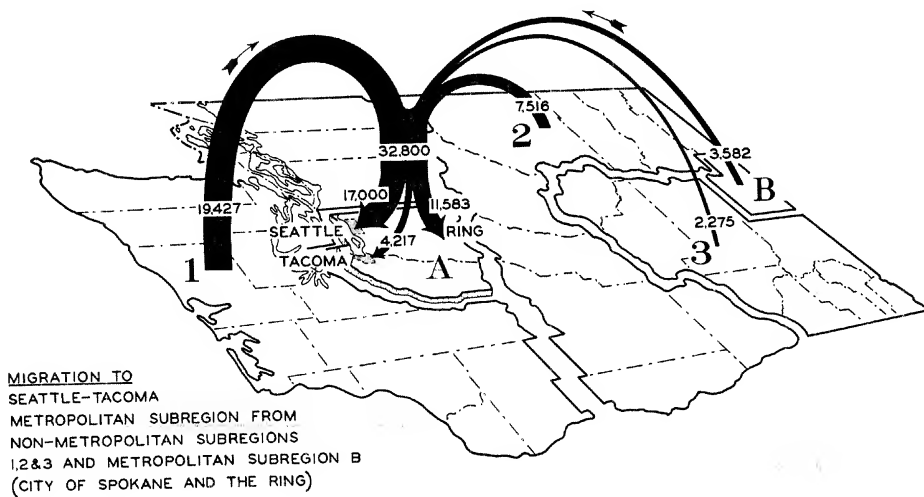 7,516
2
32,800
3,582
B
17,000
11,583
19,427
2,275
SEATTLE
RING
4,217
3
TACOMA
A
1
MIGRATION TO
SEATTLE-TACOMA
METROPOLITAN SUBREGION FROM
NON-METROPOLITAN SUBREGIONS
1,2&3 AND METROPOLITAN SUBREGION B
(CITY OF SPOKANE AND THE RING)